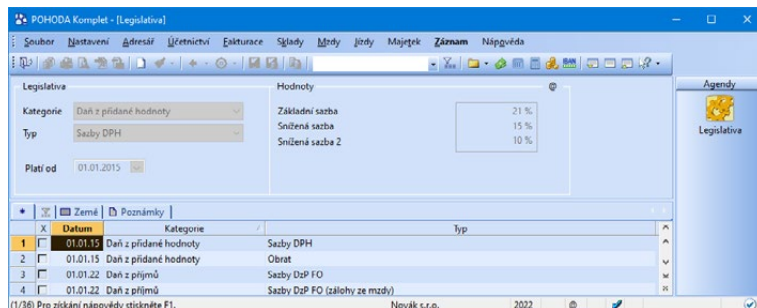 POHODA Komplet - [Legislativa]
Soubor Nastavení Adresář Účetnictví Fakturace Sklady Mzdy Jízdy Majetek Záznam Nápověda
Legislativa
Hodnoty
@
Agendy
Kategorie Daň z přidané hodnoty
Základní sazba 21 %
Typ Sazby DPH
Snížená sazba 15 %
Snížená sazba 2 10 %
Legislativa
Platí od 01.01.2015
* Země Poznámky
X Datum Kategorie Typ
1 01.01.15 Daň z přidané hodnoty Sazby DPH
2 01.01.15 Daň z přidané hodnoty Obrat
3 01.01.22 Daň z příjmů Sazby DzP FO
4 01.01.22 Daň z příjmů Sazby DzP FO (zálohy ze mzdy)
(1/36) Pro získání nápovědy stiskněte F1. Novák s.r.o. 2022 @